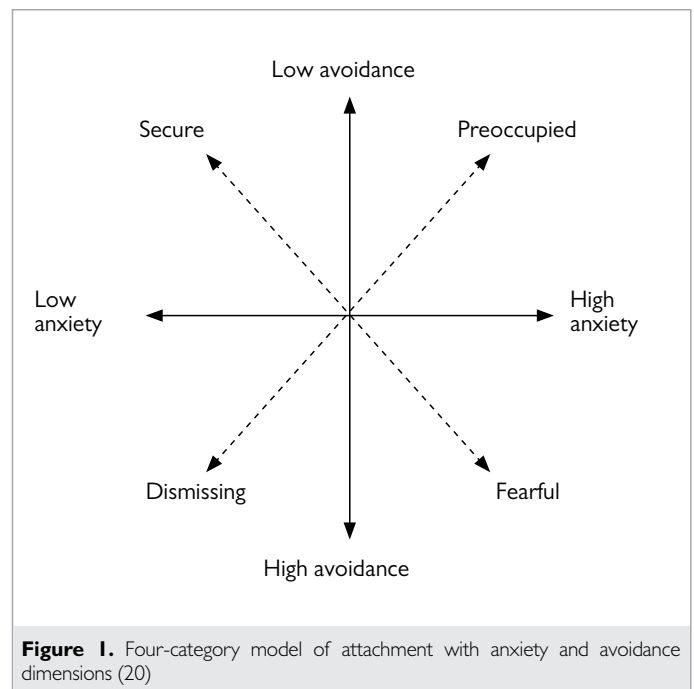 Low avoidance
Secure
Preoccupied
Low
anxiety
High
anxiety
Dismissing
Fearful
High avoidance
Figure 1. Four-category model of attachment with anxiety and avoidance
dimensions (20)